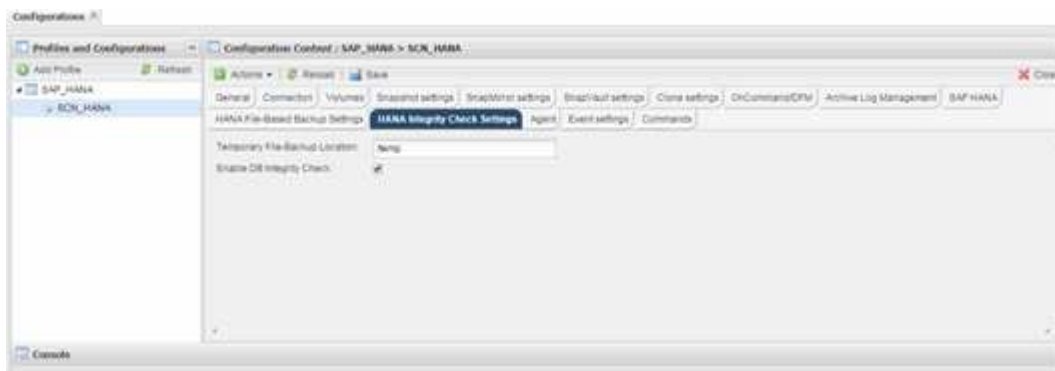 Configurations
Profiles and Configurations
Configuration Content : SAP_HANA > SCN_HANA
Add Profile Refresh
Actions Reload Save
Close
SAP_HANA
SCN_HANA
General Connection Volumes Snapshot settings SnapMirror settings SnapVault settings Clone settings OnCommand/DFM Archive Log Management SAP HANA
HANA File-Based Backup Settings HANA Integrity Check Settings Agent Event settings Commands
Temporary File-Backup Location:
Enable DB Integrity Check:
Console